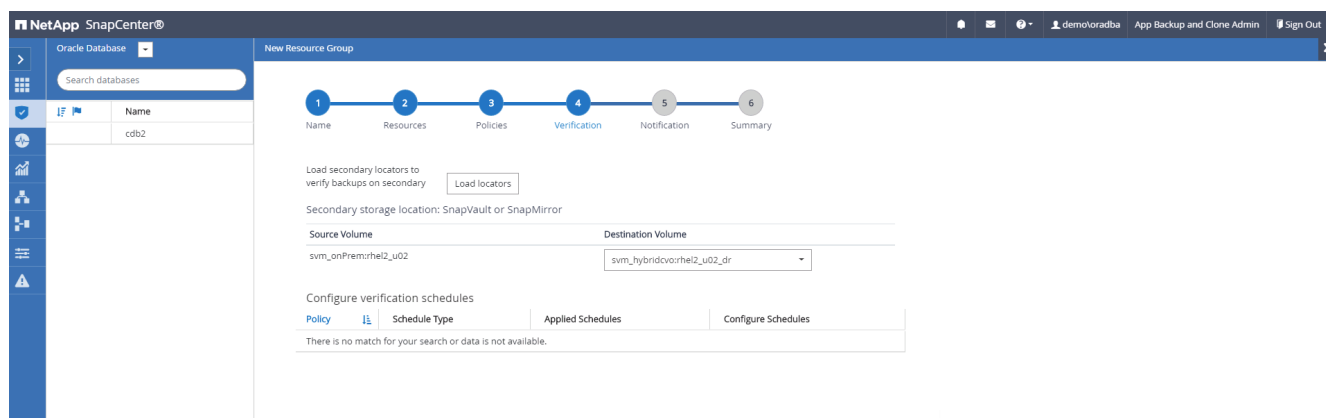 NetApp SnapCenter®
demo\oradba App Backup and Clone Admin Sign Out
Oracle Database
New Resource Group
Search databases
Name
cdb2
1 2 3 4 5 6
Name Resources Policies Verification Notification Summary
Load secondary locators to
verify backups on secondary
Load locators
Secondary storage location: SnapVault or SnapMirror
Source Volume Destination Volume
svm_onPrem:rhel2_u02 svm_hybridcvo:rhel2_u02_dr
Configure verification schedules
Policy Schedule Type Applied Schedules Configure Schedules
There is no match for your search or data is not available.